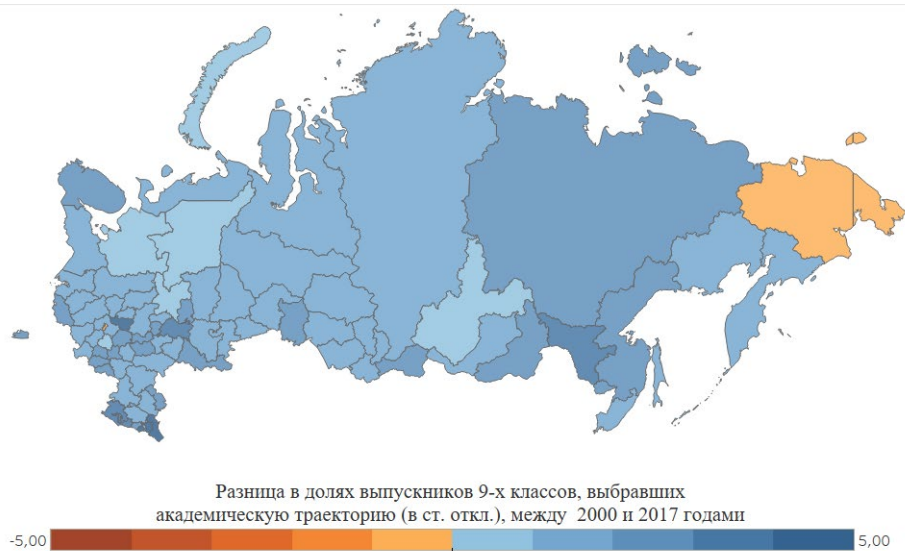 Разница в долях выпускников 9-х классов, выбравших
академическую траекторию (в ст. откл.), между 2000 и 2017 годами
-5,00 5,00